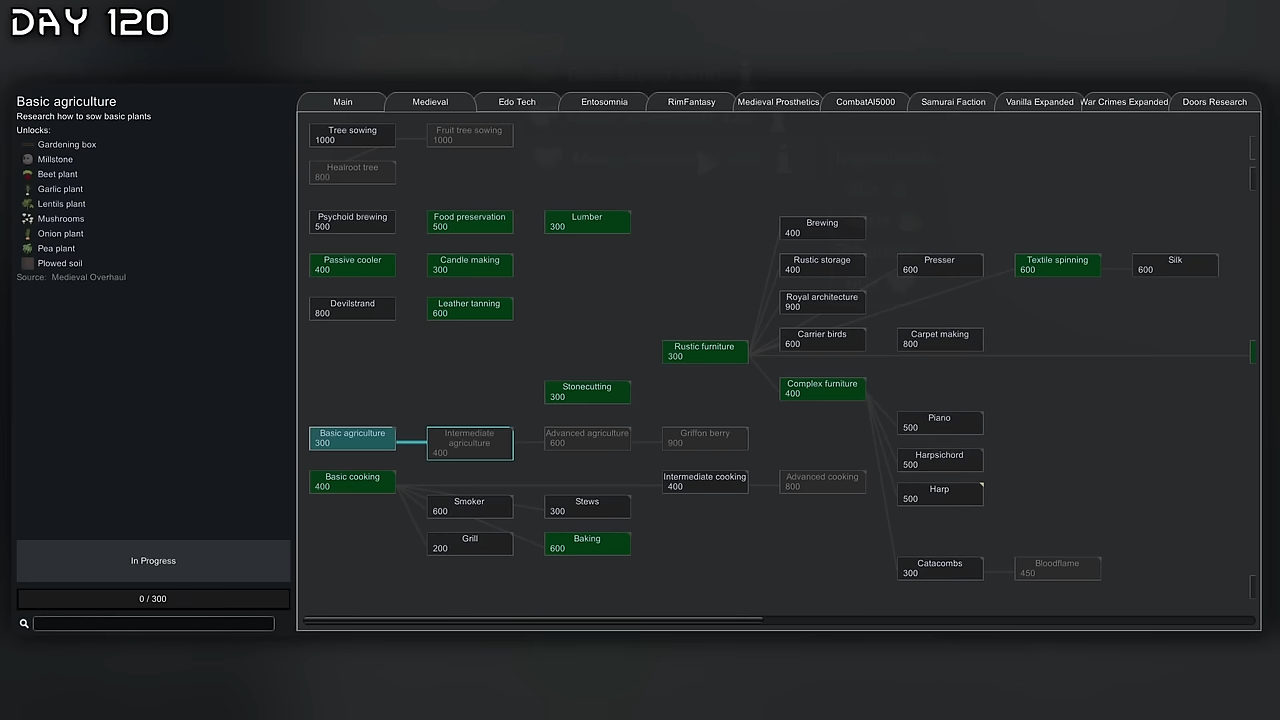 DAY 120
Basic agriculture
Research how to sow basic plants
Unlocks:
Gardening box
Millstone
Beet plant
Garlic plant
Lentils plant
Mushrooms
Onion plant
Pea plant
Plowed soil
Source: Medieval Overhaul
In Progress
0 / 300
Main
Medieval
Edo Tech
Entosomnia
RimFantasy
Medieval Prosthetics
CombatAI5000
Samurai Faction
Vanilla Expanded
War Crimes Expanded
Doors Research
Tree sowing
1000
Fruit tree sowing
1000
Healroot tree
800
Psychoid brewing
500
Food preservation
500
Lumber
300
Brewing
400
Passive cooler
400
Candle making
300
Rustic storage
400
Presser
600
Textile spinning
600
Silk
600
Devilstrand
800
Leather tanning
600
Royal architecture
900
Carrier birds
600
Carpet making
800
Rustic furniture
300
Stonecutting
300
Complex furniture
400
Piano
500
Basic agriculture
300
Intermediate
agriculture
400
Advanced agriculture
600
Griffon berry
900
Harpsichord
500
Basic cooking
400
Intermediate cooking
400
Advanced cooking
800
Harp
500
Smoker
600
Stews
300
Grill
200
Baking
600
Catacombs
300
Bloodflame
450